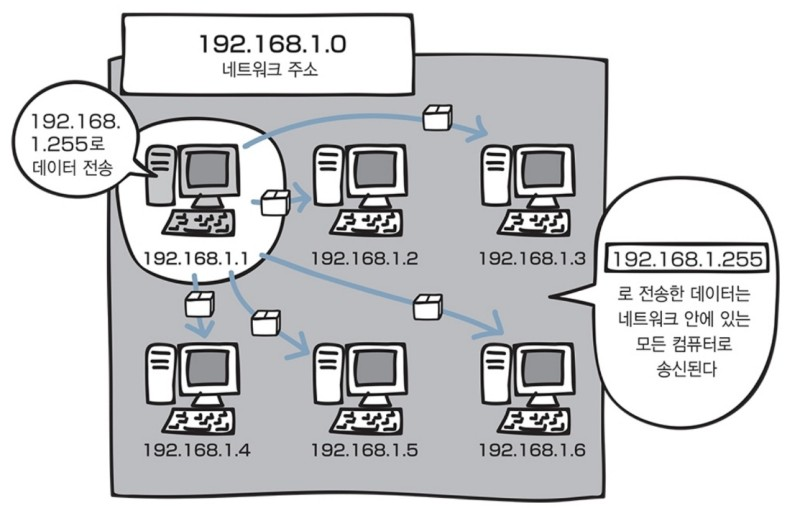 192.168.1.0
네트워크 주소
192.168.
1.255로
데이터 전송
192.168.1.1
192.168.1.2
192.168.1.3
192.168.1.255
로 전송한 데이터는
네트워크 안에 있는
모든 컴퓨터로
송신된다
192.168.1.4
192.168.1.5
192.168.1.6